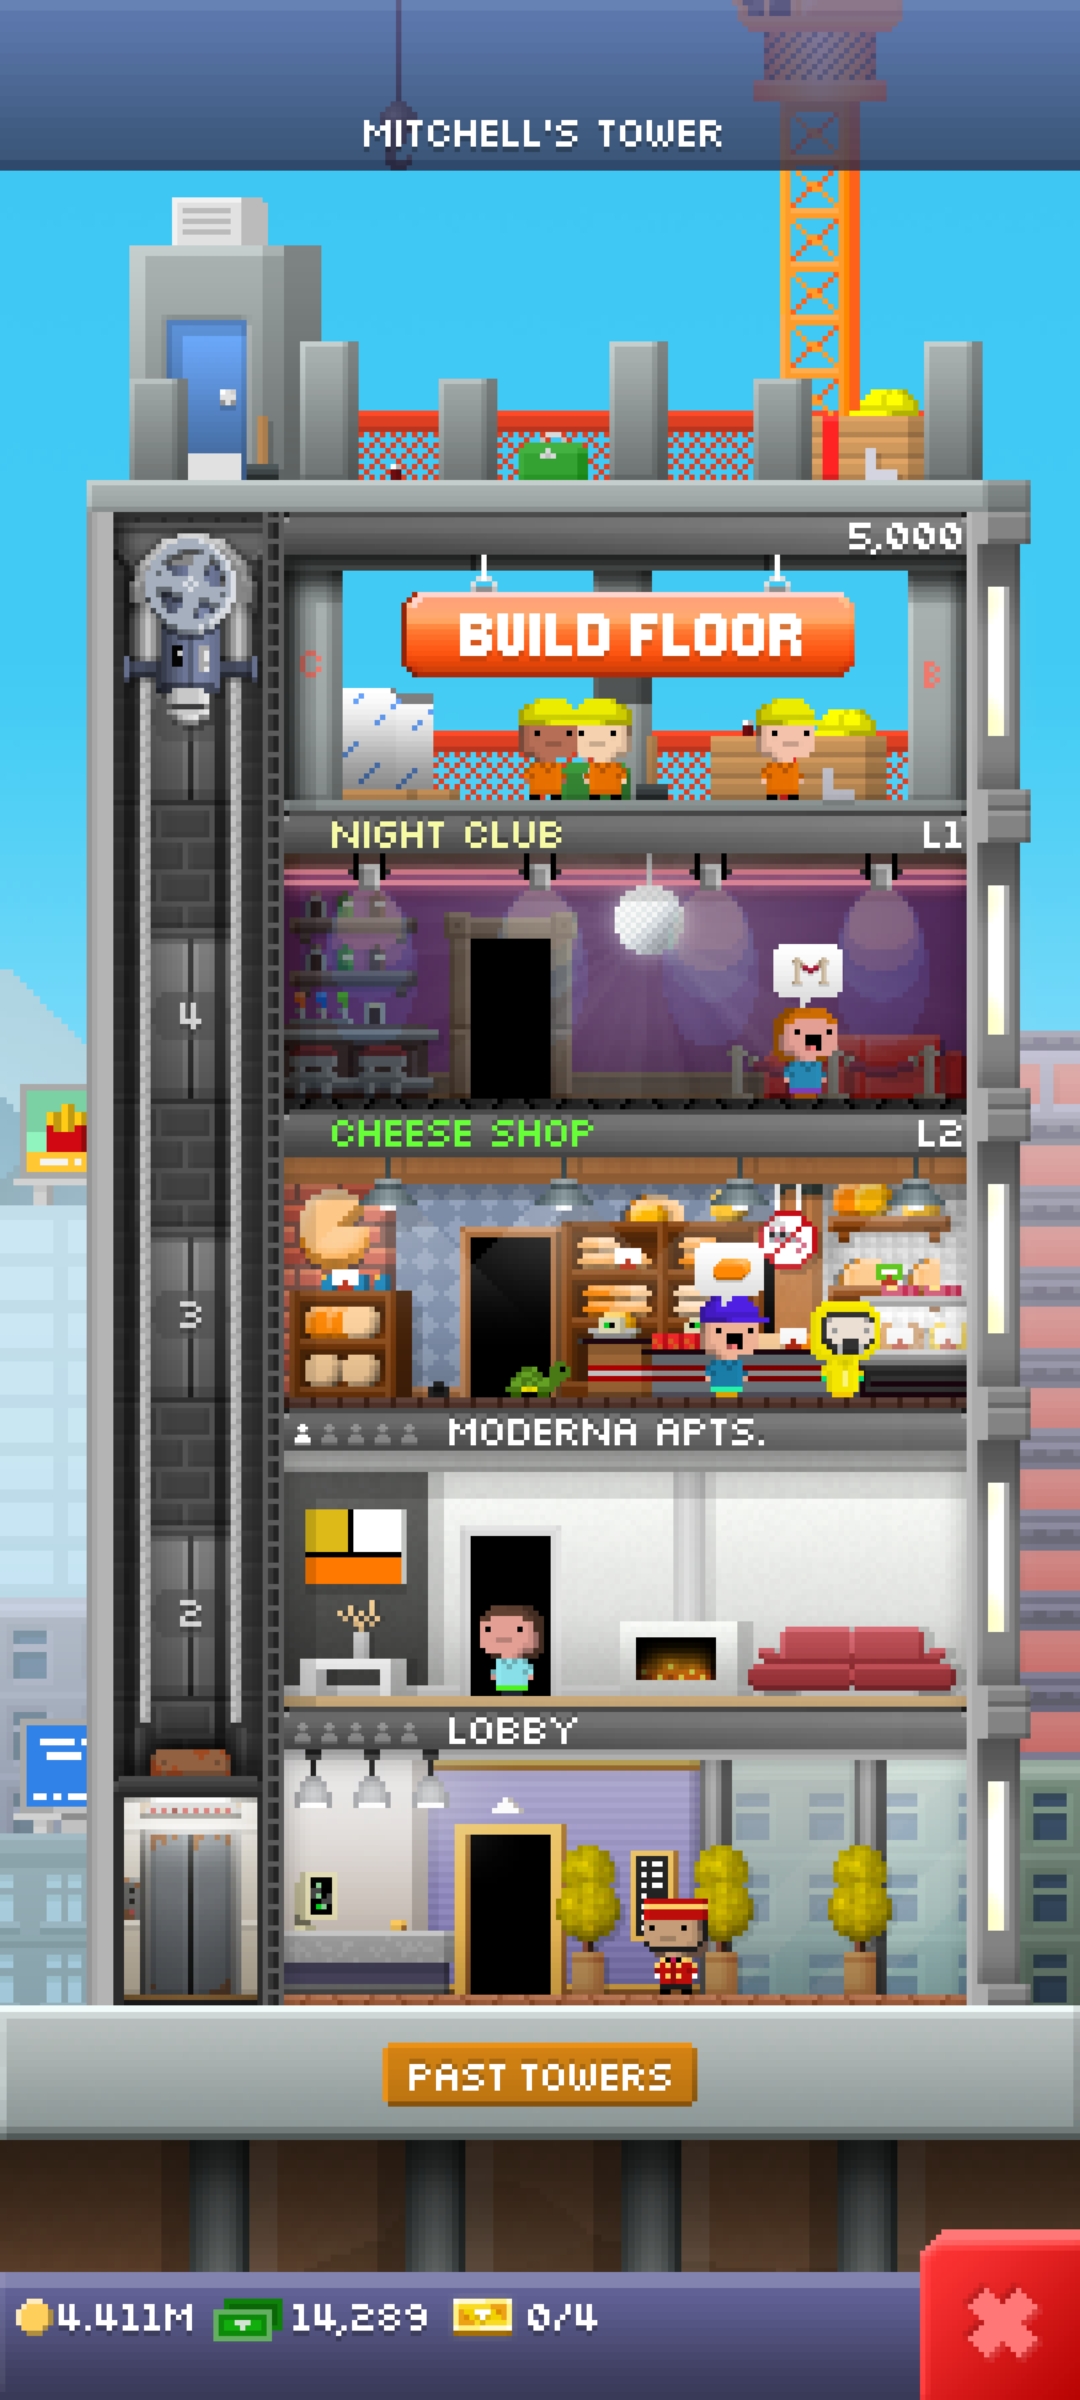 MITCHELL'S TOWER
5,000
BUILD FLOOR
C
B
NIGHT CLUB L1
4
CHEESE SHOP L2
3
MODERNA APTS.
2
LOBBY
PAST TOWERS
4.411M 14,289 0/4